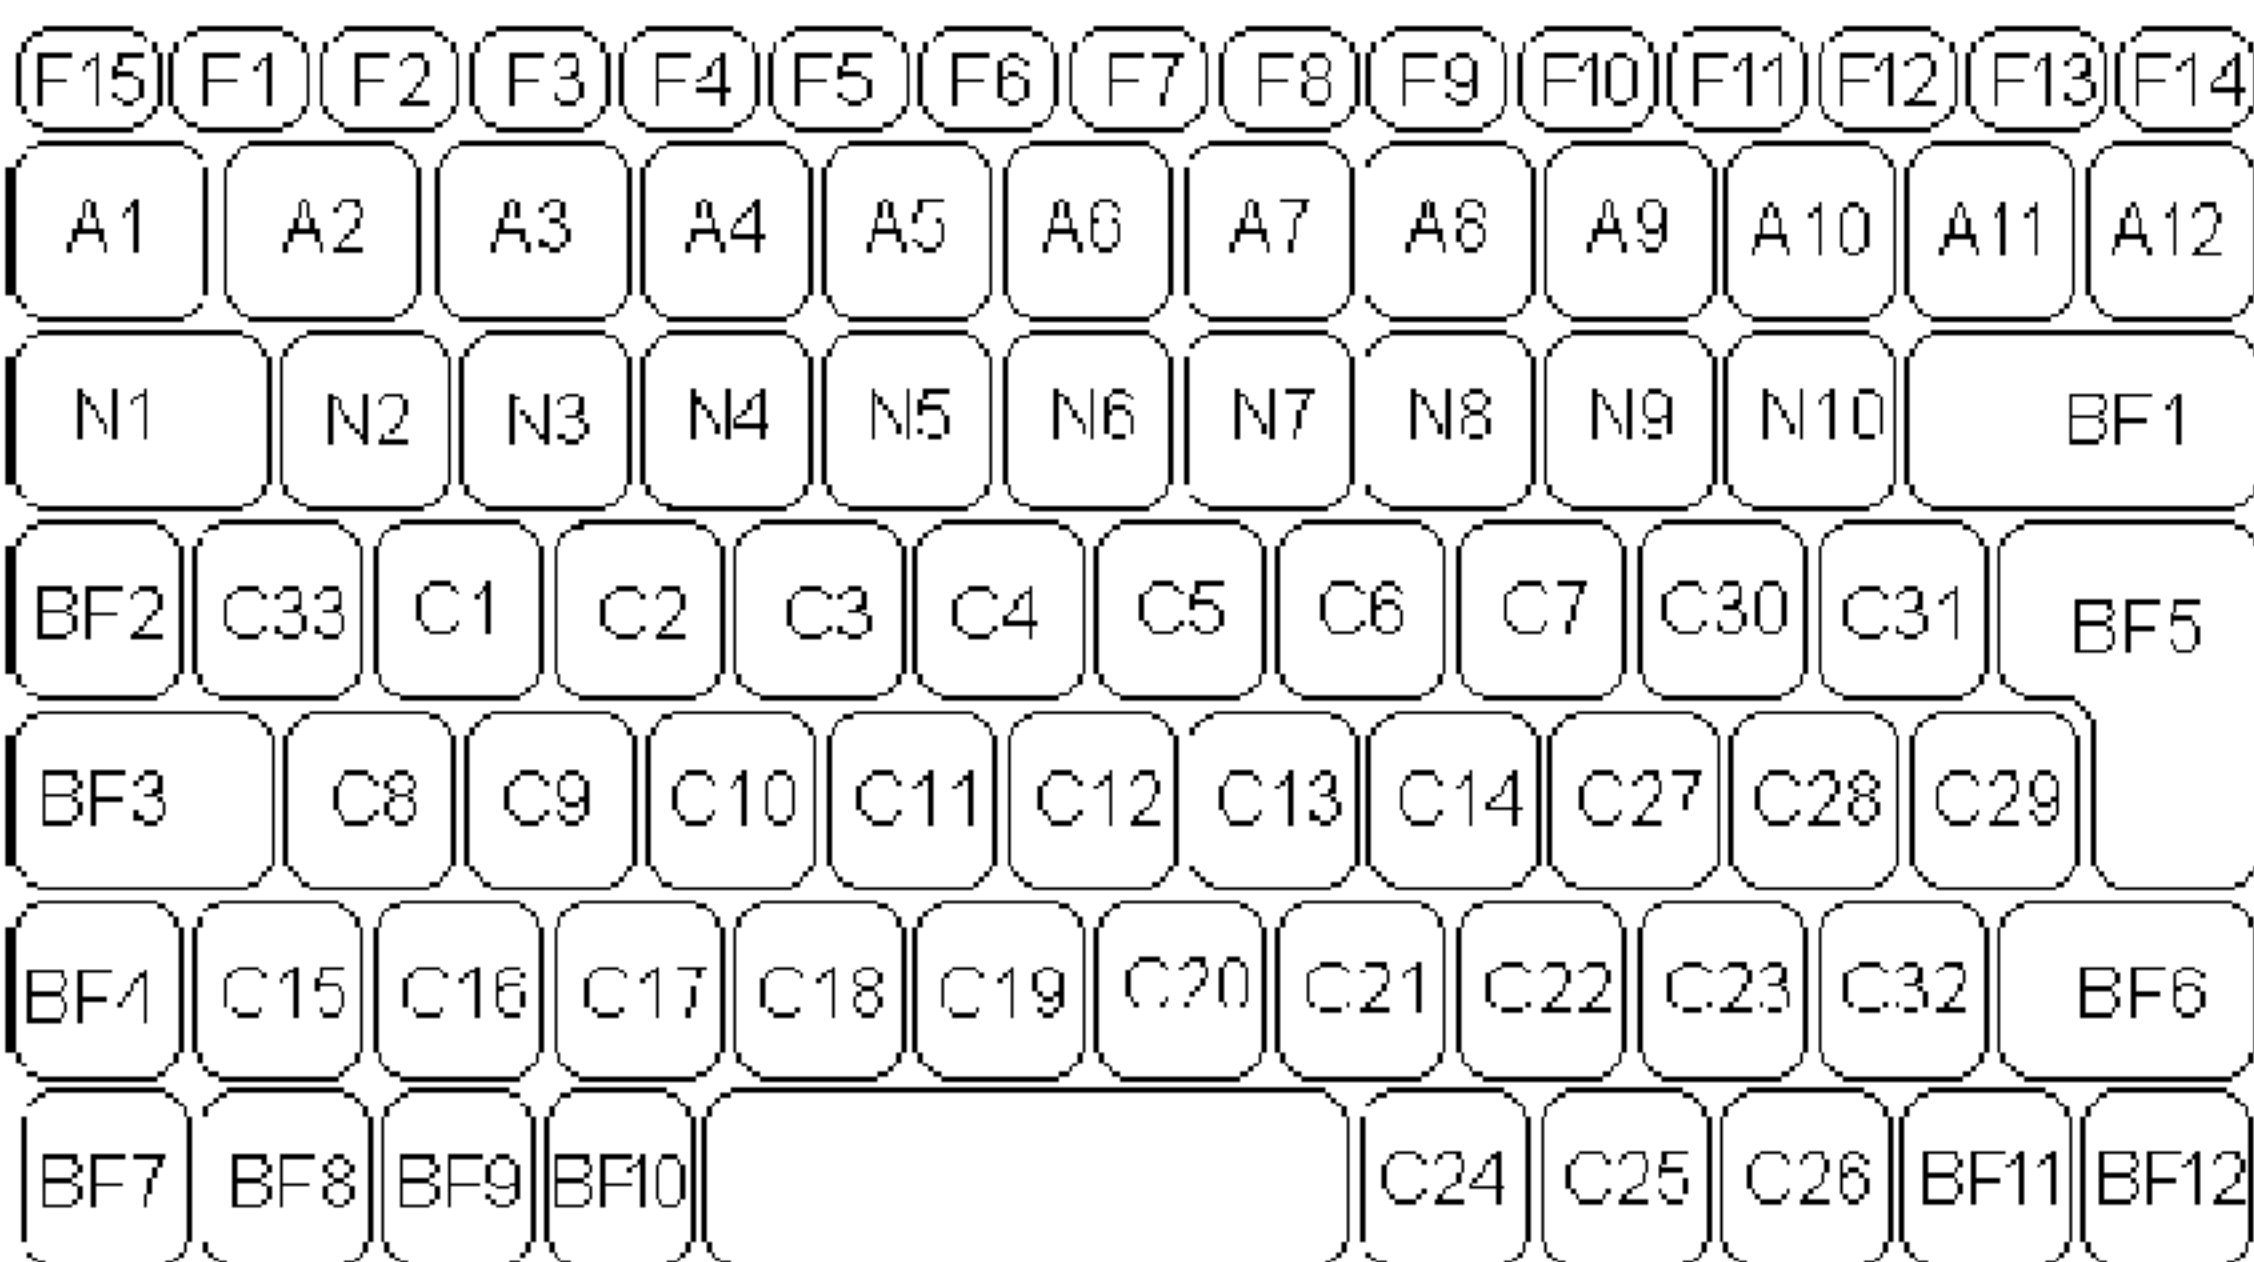 F15 F1 F2 F3 F4 F5 F6 F7 F8 F9 F10 F11 F12 F13 F14
A1 A2 A3 A4 A5 A6 A7 A8 A9 A10 A11 A12
N1 N2 N3 N4 N5 N6 N7 N8 N9 N10 BF1
BF2 C33 C1 C2 C3 C4 C5 C6 C7 C30 C31 BF5
BF3 C8 C9 C10 C11 C12 C13 C14 C27 C28 C29
BF4 C15 C16 C17 C18 C19 C20 C21 C22 C23 C32 BF6
BF7 BF8 BF9 BF10 C24 C25 C26 BF11 BF12